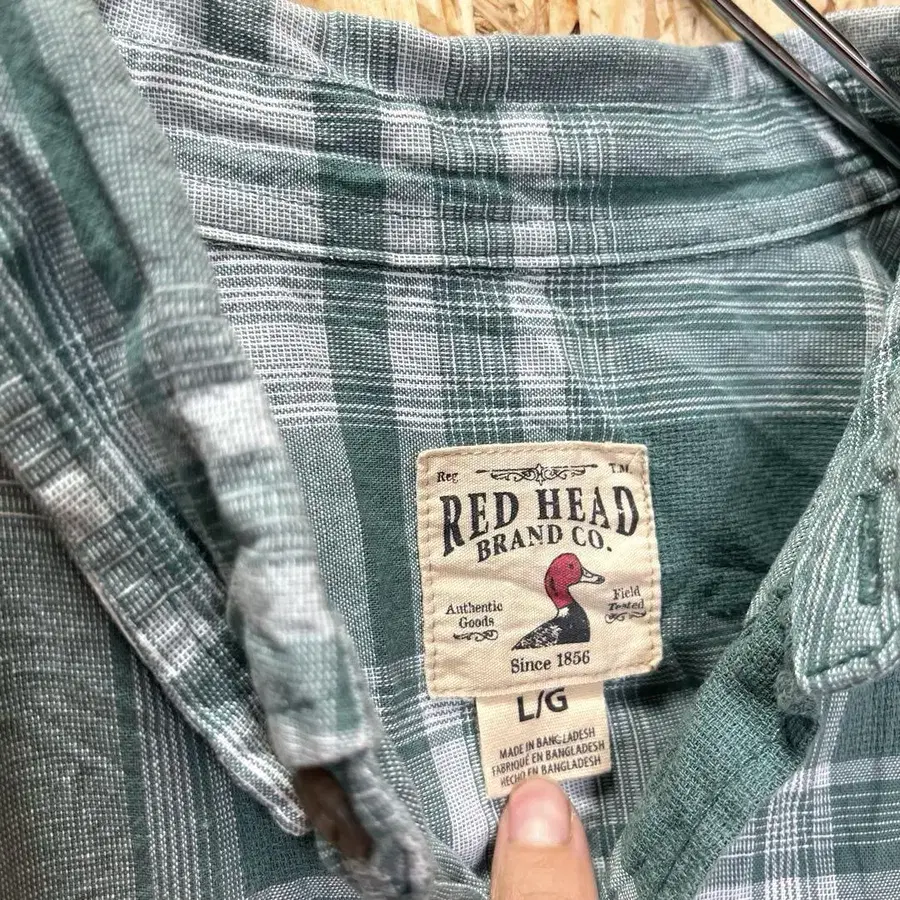 Reg T.M
RED HEAD
BRAND CO.
Authentic
Goods
Field
Tested
Since 1856
L/G
MADE IN BANGLADESH
FABRIQUÉ EN BANGLADESH
HECHO EN BANGLADESH